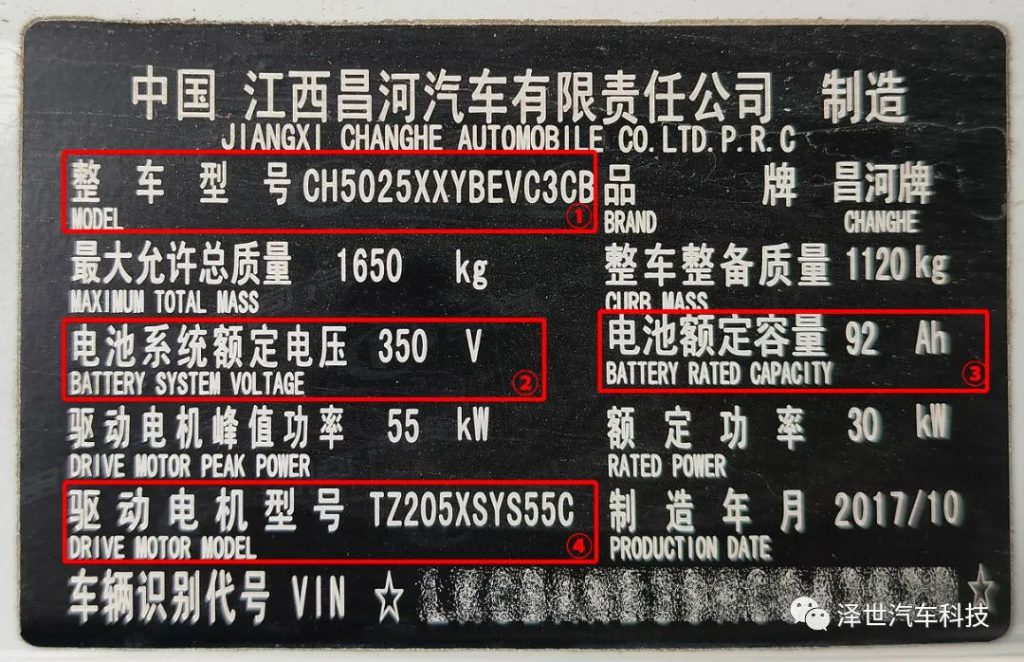 中国 江西昌河汽车有限责任公司 制造
JIANGXI CHANGHE AUTOMOBILE CO.LTD.P.R.C
整车型号 CH5025XXYBEVC3CB 品牌 昌河牌
MODEL ① BRAND CHANGHE
最大允许总质量 1650 kg 整车整备质量 1120 kg
MAXIMUM TOTAL MASS CURB MASS
电池系统额定电压 350 V 电池额定容量 92 Ah
BATTERY SYSTEM VOLTAGE ② BATTERY RATED CAPACITY ③
驱动电机峰值功率 55 kW 额定功率 30 kW
DRIVE MOTOR PEAK POWER RATED POWER
驱动电机型号 TZ205XSYS55C 制造年月 2017/10
DRIVE MOTOR MODEL ④ PRODUCTION DATE
车辆识别代号 VIN ☆ ☆
泽世汽车科技